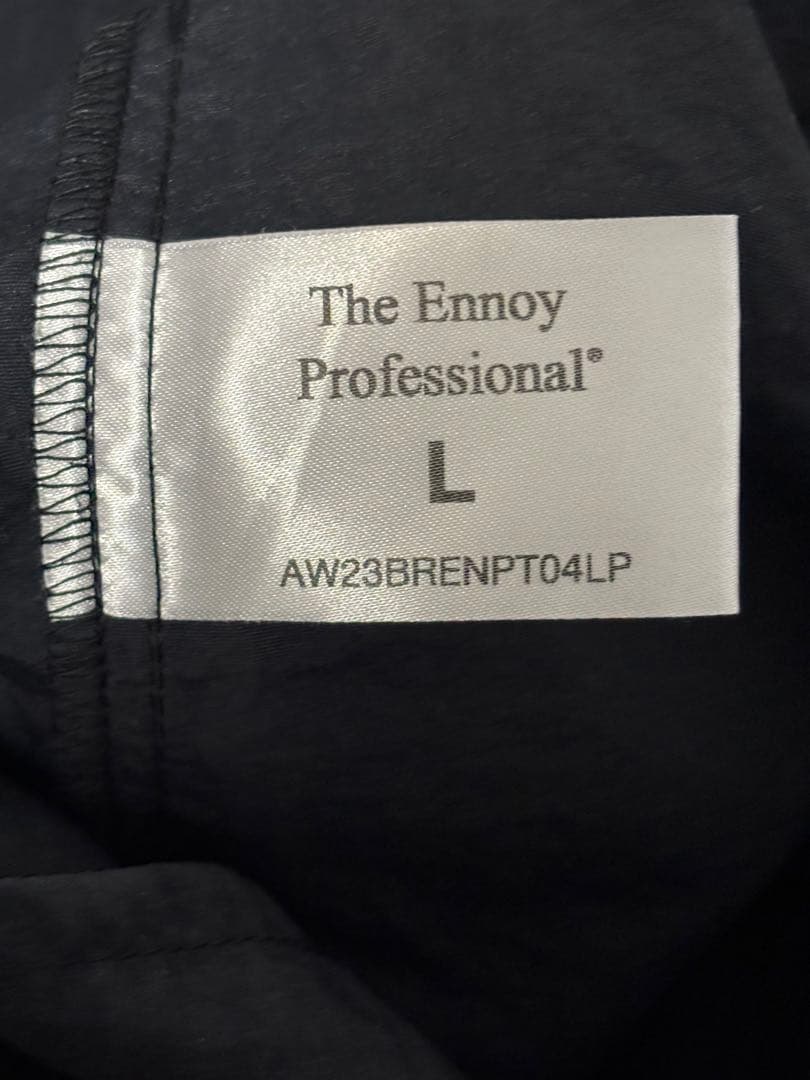 The Ennoy
Professional®
L
AW23BRENPT04LP